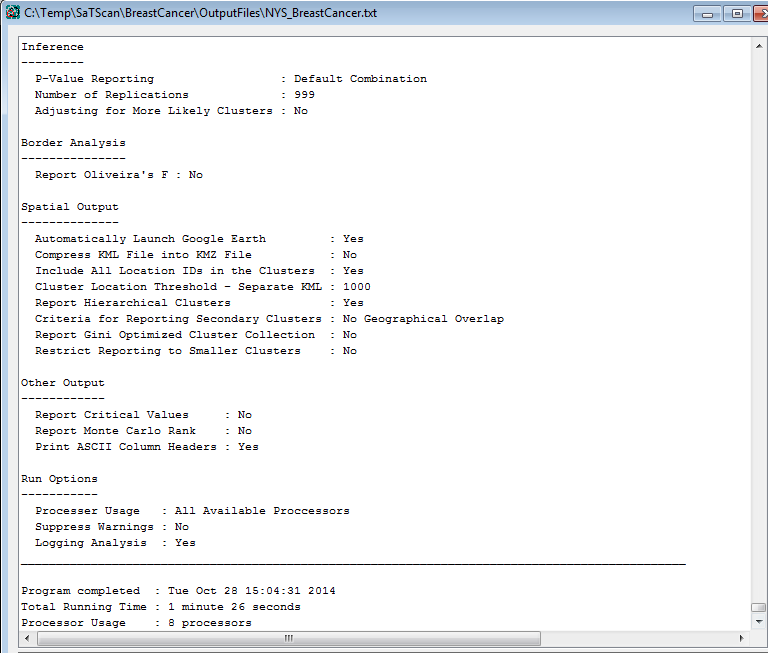 C:\Temp\SaTScan\BreastCancer\OutputFiles\NYS_BreastCancer.txt
Inference
---------
P-Value Reporting : Default Combination
Number of Replications : 999
Adjusting for More Likely Clusters : No
Border Analysis
---------------
Report Oliveira's F : No
Spatial Output
--------------
Automatically Launch Google Earth : Yes
Compress KML File into KMZ File : No
Include All Location IDs in the Clusters : Yes
Cluster Location Threshold - Separate KML : 1000
Report Hierarchical Clusters : Yes
Criteria for Reporting Secondary Clusters : No Geographical Overlap
Report Gini Optimized Cluster Collection : No
Restrict Reporting to Smaller Clusters : No
Other Output
------------
Report Critical Values : No
Report Monte Carlo Rank : No
Print ASCII Column Headers : Yes
Run Options
-----------
Processer Usage : All Available Proccessors
Suppress Warnings : No
Logging Analysis : Yes
Program completed : Tue Oct 28 15:04:31 2014
Total Running Time : 1 minute 26 seconds
Processor Usage : 8 processors